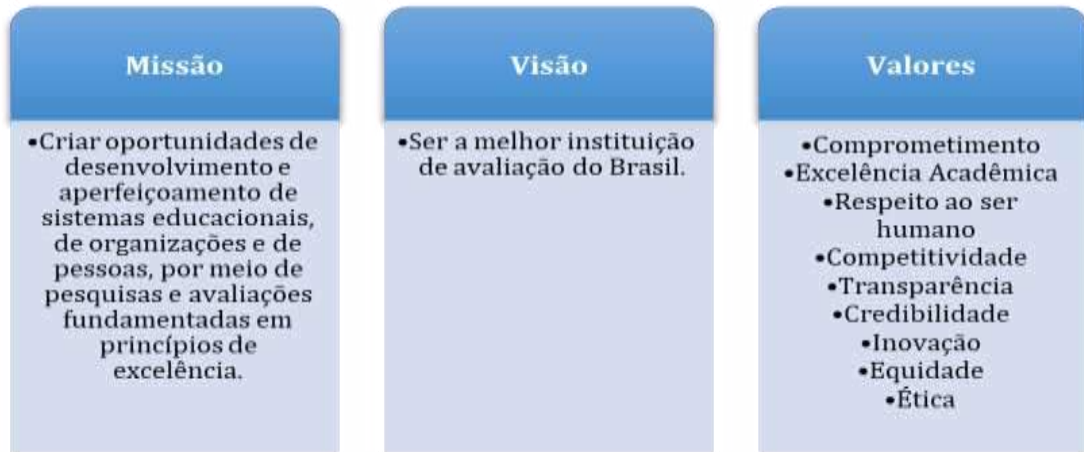 Missão
•Criar oportunidades de
desenvolvimento e
aperfeiçoamento de
sistemas educacionais,
de organizações e de
pessoas, por meio de
pesquisas e avaliações
fundamentadas em
princípios de
excelência.
Visão
•Ser a melhor instituição
de avaliação do Brasil.
Valores
•Comprometimento
•Excelência Acadêmica
•Respeito ao ser
humano
•Competitividade
•Transparência
•Credibilidade
•Inovação
•Equidade
•Ética